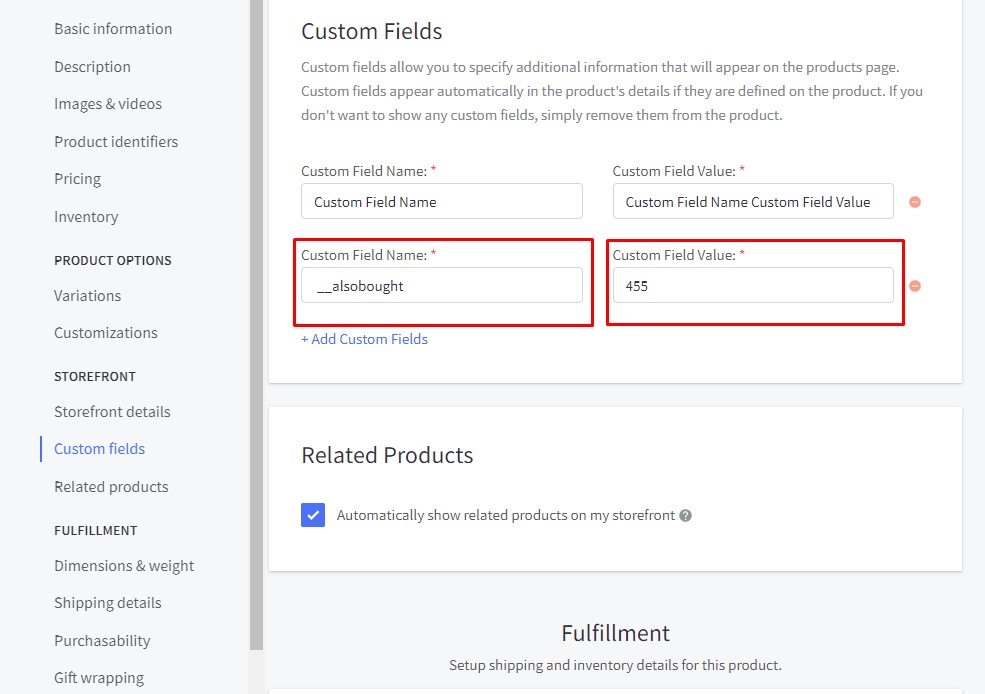 Basic information
Description
Images & videos
Product identifiers
Pricing
Inventory
PRODUCT OPTIONS
Variations
Customizations
STOREFRONT
Storefront details
Custom fields
Related products
FULFILLMENT
Dimensions & weight
Shipping details
Purchasability
Gift wrapping
Custom Fields
Custom fields allow you to specify additional information that will appear on the products page.
Custom fields appear automatically in the product's details if they are defined on the product. If you
don't want to show any custom fields, simply remove them from the product.
Custom Field Name: * Custom Field Value: *
Custom Field Name Custom Field Name Custom Field Value
Custom Field Name: * Custom Field Value: *
__alsobought 455
+ Add Custom Fields
Related Products
Automatically show related products on my storefront ?
Fulfillment
Setup shipping and inventory details for this product.